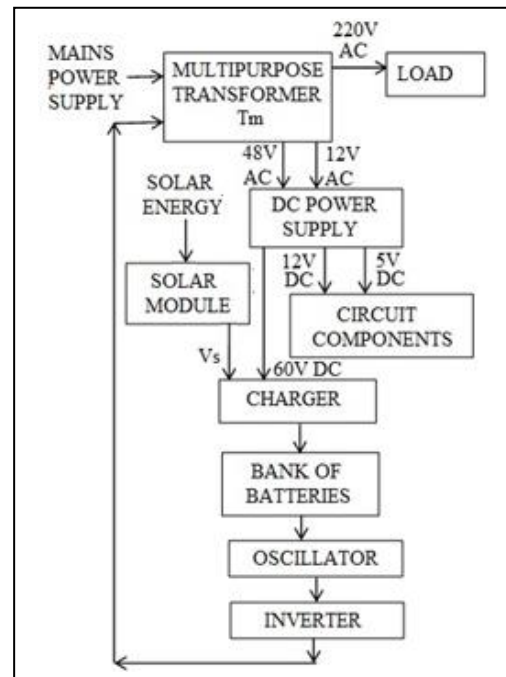 220V
AC
MAINS
POWER
SUPPLY
MULTIPURPOSE
TRANSFORMER
Tm
LOAD
48V
AC
12V
AC
SOLAR
ENERGY
DC POWER
SUPPLY
12V
DC
5V
DC
SOLAR
MODULE
CIRCUIT
COMPONENTS
Vs
60V DC
CHARGER
BANK OF
BATTERIES
OSCILLATOR
INVERTER